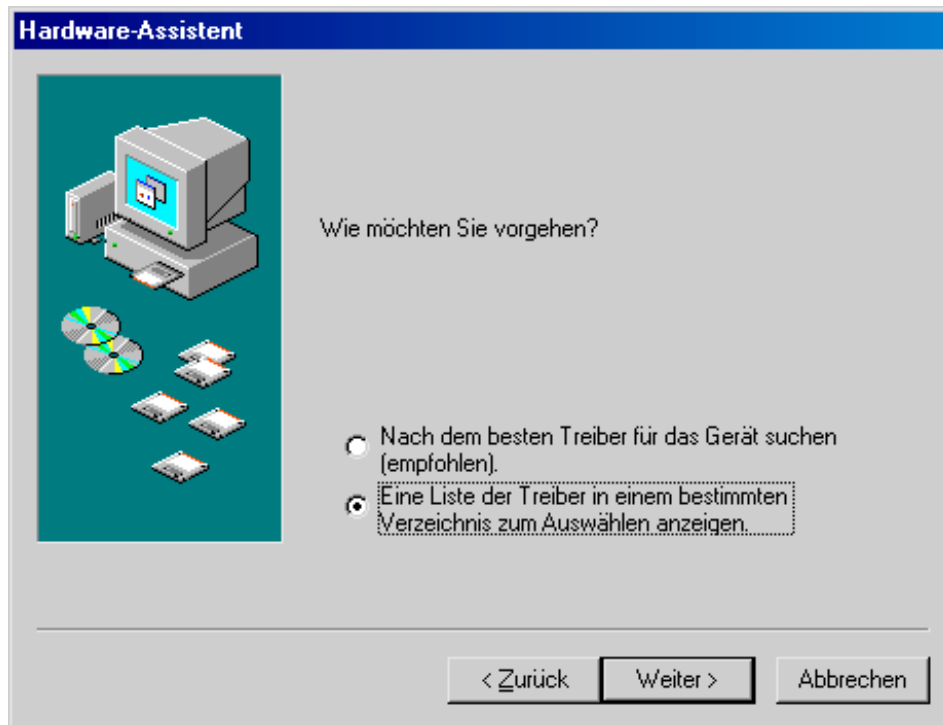 Hardware-Assistent
Wie möchten Sie vorgehen?
Nach dem besten Treiber für das Gerät suchen
(empfohlen).
Eine Liste der Treiber in einem bestimmten
Verzeichnis zum Auswählen anzeigen.
< Zurück
Weiter >
Abbrechen